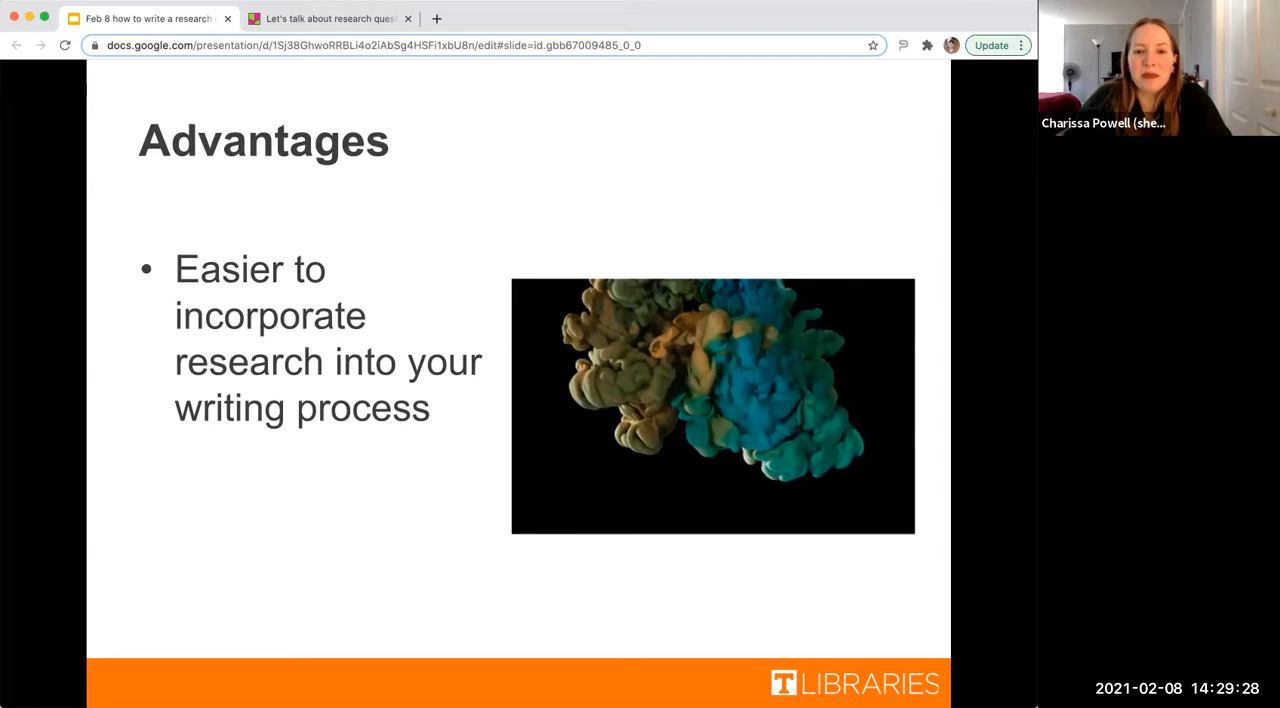 Feb 8 how to write a research
Let's talk about research ques
docs.google.com/presentation/d/1Sj38GhwoRRBLi4o2iAbSg4HSFi1xbU8n/edit#slide=id.gbb67009485_0_0
Update
Charissa Powell (she...
Advantages
• Easier to
incorporate
research into your
writing process
T LIBRARIES
2021-02-08 14:29:28